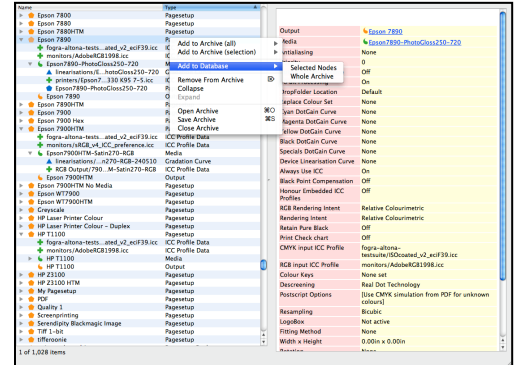 Name Type
Epson 7800 Pagesetup
Epson 7880 Pagesetup
Epson 7880HTM Pagesetup
Epson 7890
fogra-altona-tests...ated_v2_eciF39.icc
monitors/AdobeRGB1998.icc
Epson7890-PhotoGloss250-720
linearisations/E...hotoGloss250-720
printers/Epson7...330 K95 7-5.icc
Epson7890-PhotoGloss250-720
Epson 7890
Epson 7890HTM Pagesetup
Epson 7900 Pagesetup
Epson 7900 Hex Pagesetup
Epson 7900HTM Pagesetup
fogra-altona-tests...ated_v2_eciF39.icc ICC Profile Data
monitors/sRGB_v4_ICC_preference.icc ICC Profile Data
Epson7900HTM-Satin270-RGB Media
linearisations/...n270-RGB-240510 Gradation Curve
RGB Output/790...M-Satin270-RGB ICC Profile Data
Epson 7900HTM Output
Epson 7900HTM No Media Pagesetup
Epson WT7900 Pagesetup
Epson WT7900HTM Pagesetup
Greyscale Pagesetup
HP Laser Printer Colour Pagesetup
HP Laser Printer Colour - Duplex Pagesetup
HP T1100 Pagesetup
fogra-altona-tests...ated_v2_eciF39.icc ICC Profile Data
monitors/AdobeRGB1998.icc ICC Profile Data
HP T1100 Media
HP T1100 Output
HP Z3100 Pagesetup
HP Z3100 HTM Pagesetup
My Pagesetup Pagesetup
PDF Pagesetup
Quality 1 Pagesetup
Screenprinting Pagesetup
Serendipity Blackmagic Image Pagesetup
Tiff 1-bit Pagesetup
tifferoonie Pagesetup
1 of 1,028 items
Add to Archive (all)
Add to Archive (selection)
Add to Database
Remove From Archive
Collapse
Expand
Open Archive ⌘O
Save Archive ⌘S
Close Archive
Selected Nodes
Whole Archive
Output Epson 7890
Media Epson7890-PhotoGloss250-720
Antialiasing None
0
Off
On
DropFolder Location Default
Replace Colour Set None
Cyan DotGain Curve None
Magenta DotGain Curve None
Yellow DotGain Curve None
Black DotGain Curve None
Specials DotGain Curve None
Device Linearisation Curve None
Always Use ICC On
Black Point Compensation Off
Honour Embedded ICC Profiles Off
RGB Rendering Intent Relative Colourimetric
Rendering Intent Relative Colourimetric
Retain Pure Black Off
Print Check chart Off
CMYK input ICC Profile fogra-altona-
testsuite/ISOcoated_v2_eciF39.icc
RGB input ICC Profile monitors/AdobeRGB1998.icc
Colour Keys None set
Descreening Real Dot Technology
Postscript Options [Use CMYK simulation from PDF for unknown
colours]
Resampling Bicubic
LogoBox Not active
Fitting Method None
Width x Height 0.00in x 0.00in
Rotation None